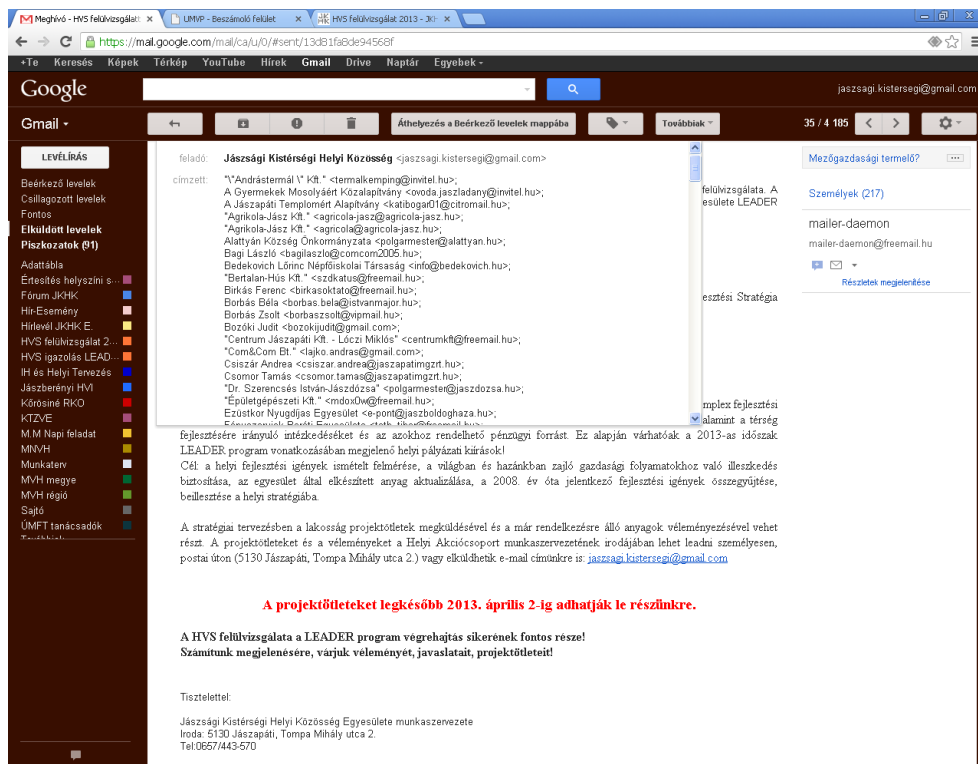 Meghívó - HVS felülvizsgálatt
UMVP - Beszámoló felület
HVS felülvizsgálat 2013 - JKH
https://mail.google.com/mail/ca/u/0/#sent/13d81fa8de94568f
+Te Keresés Képek Térkép YouTube Hírek Gmail Drive Naptár Egyebek
Google
jaszsagi.kistersegi@gmail.com
Gmail
Áthelyezés a Beérkező levelek mappába
Továbbiak
35 / 4 185
LEVÉLÍRÁS
Beérkező levelek
Csillagozott levelek
Fontos
Elküldött levelek
Piszkozatok (91)
Adattábla
Értesítés helyszíni s...
Fórum JKHK
Hír-Esemény
Hírlevél JKHK E.
HVS felülvizsgálat 2...
HVS igazolás LEAD...
IH és Helyi Tervezés
Jászberényi HVI
Kőrösiné RKO
KTZVE
M.M Napi feladat
MNVH
Munkaterv
MVH megye
MVH régió
Sajtó
ÚMFT tanácsadók
Továbbiak
feladó: Jászsági Kistérségi Helyi Közösség <jaszsagi.kistersegi@gmail.com>
címzett: "\"Andrástermál \" Kft." <termalkemping@invitel.hu>;
A Gyermekek Mosolyáért Közalapítvány <ovoda.jaszladany@invitel.hu>;
A Jászapáti Templomért Alapítvány <katibogar01@citromail.hu>;
"Agrikola-Jász Kft." <agricola-jasz@agricola-jasz.hu>;
"Agrikola-Jász Kft." <agricola@agricola-jasz.hu>;
Alattyán Község Önkormányzata <polgarmester@alattyan.hu>;
Bagi László <bagilaszlo@comcom2005.hu>;
Bedekovich Lőrinc Népfőiskolai Társaság <info@bedekovich.hu>;
"Bertalan-Hús Kft." <szdkatus@freemail.hu>;
Birkás Ferenc <birkasoktato@freemail.hu>;
Borbás Béla <borbas.bela@istvanmajor.hu>;
Borbás Zsolt <borbaszsolt@vipmail.hu>;
Bozóki Judit <bozokijudit@gmail.com>;
"Centrum Jászapáti Kft. - Lóczi Miklós" <centrumkft@freemail.hu>;
"Com&Com Bt." <lajko.andras@gmail.com>;
Csiszár Andrea <csiszar.andrea@jaszapatimgzrt.hu>;
Csomor Tamás <csomor.tamas@jaszapatimgzrt.hu>;
"Dr. Szerencsés István-Jászdózsa" <polgarmester@jaszdozsa.hu>;
"Épületgépészeti Kft." <mdox0w@freemail.hu>;
Ezüstkor Nyugdíjas Egyesület <e-pont@jaszboldoghaza.hu>;
felülvizsgálata. A
esülete LEADER
esztési Stratégia
mplex fejlesztési
alamint a térség
fejlesztésére irányuló intézkedéséket és az azokhoz rendelhető pénzügyi forrást. Ez alapján várhatóak a 2013-as időszak
LEADER program vonatkozásában megjelenő helyi pályázati kiírások!
Cél: a helyi fejlesztési igények ismételt felmérése, a világban és hazánkban zajló gazdasági folyamatokhoz való illeszkedés
biztosítása, az egyesület által elkészített anyag aktualizálása, a 2008. év óta jelentkező fejlesztési igények összegyűjtése,
beillesztése a helyi stratégiába.
A stratégiai tervezésben a lakosság projektötletek megküldésével és a már rendelkezésre álló anyagok véleményezésével vehet
részt. A projektötleteket és a véleményeket a Helyi Akciócsoport munkaszervezetének irodájában lehet leadni személyesen,
postai úton (5130 Jászapáti, Tompa Mihály utca 2.) vagy elküldhetik e-mail címünkre is: jaszsagi.kistersegi@gmail.com
A projektötleteket legkésőbb 2013. április 2-ig adhatják le részünkre.
A HVS felülvizsgálata a LEADER program végrehajtás sikerének fontos része!
Számítunk megjelenésére, várjuk véleményét, javaslatait, projektötleteit!
Tisztelettel:
Jászsági Kistérségi Helyi Közösség Egyesülete munkaszervezete
Iroda: 5130 Jászapáti, Tompa Mihály utca 2.
Tel:0657/443-570
Mezőgazdasági termelő?
Személyek (217)
mailer-daemon
mailer-daemon@freemail.hu
Részletek megjelenítése